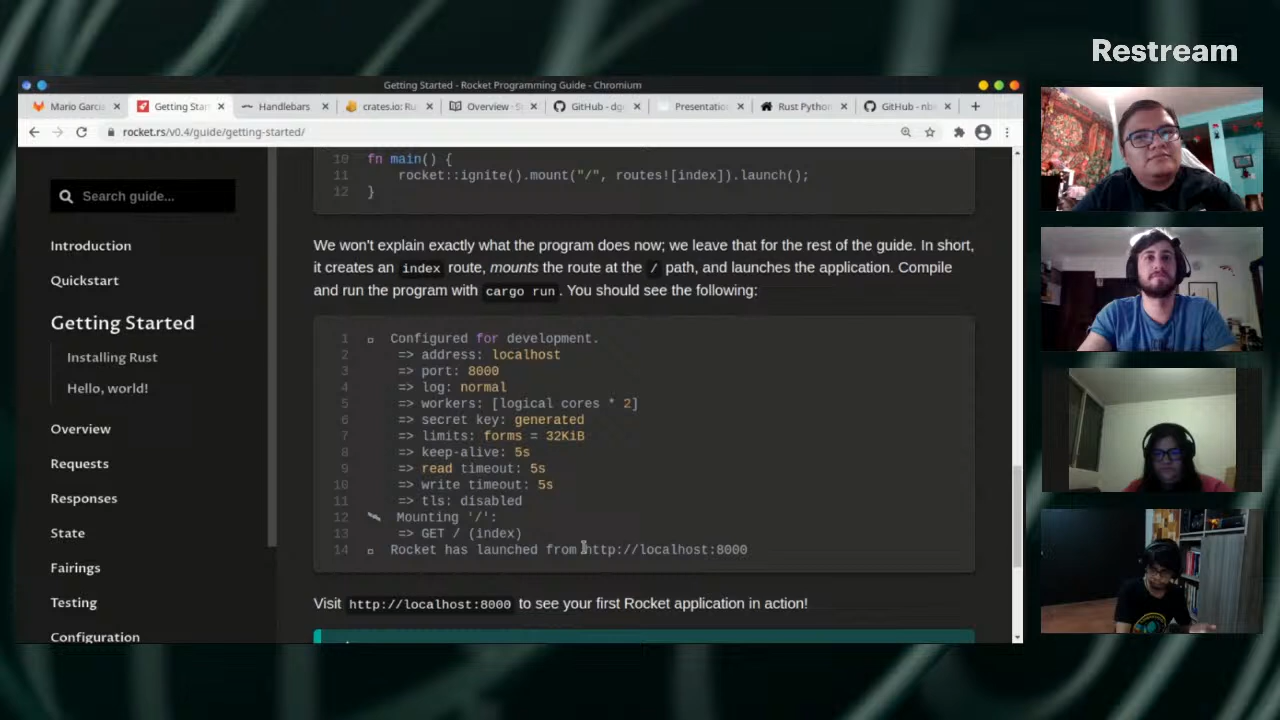 Restream
Getting Started - Rocket Programming Guide - Chromium
Mario Garcia
Getting Star
Handlebars
crates.io: Ru
Overview · S
GitHub - dg
Presentation
Rust Python
GitHub - nb
rocket.rs/v0.4/guide/getting-started/
Search guide...
Introduction
Quickstart
Getting Started
Installing Rust
Hello, world!
Overview
Requests
Responses
State
Fairings
Testing
Configuration
10 fn main() {
11 rocket::ignite().mount("/", routes![index]).launch();
12 }
We won't explain exactly what the program does now; we leave that for the rest of the guide. In short,
it creates an index route, mounts the route at the / path, and launches the application. Compile
and run the program with cargo run. You should see the following:
1 Configured for development.
2 => address: localhost
3 => port: 8000
4 => log: normal
5 => workers: [logical cores * 2]
6 => secret key: generated
7 => limits: forms = 32KiB
8 => keep-alive: 5s
9 => read timeout: 5s
10 => write timeout: 5s
11 => tls: disabled
12 Mounting '/':
13 => GET / (index)
14 Rocket has launched from http://localhost:8000
Visit http://localhost:8000 to see your first Rocket application in action!